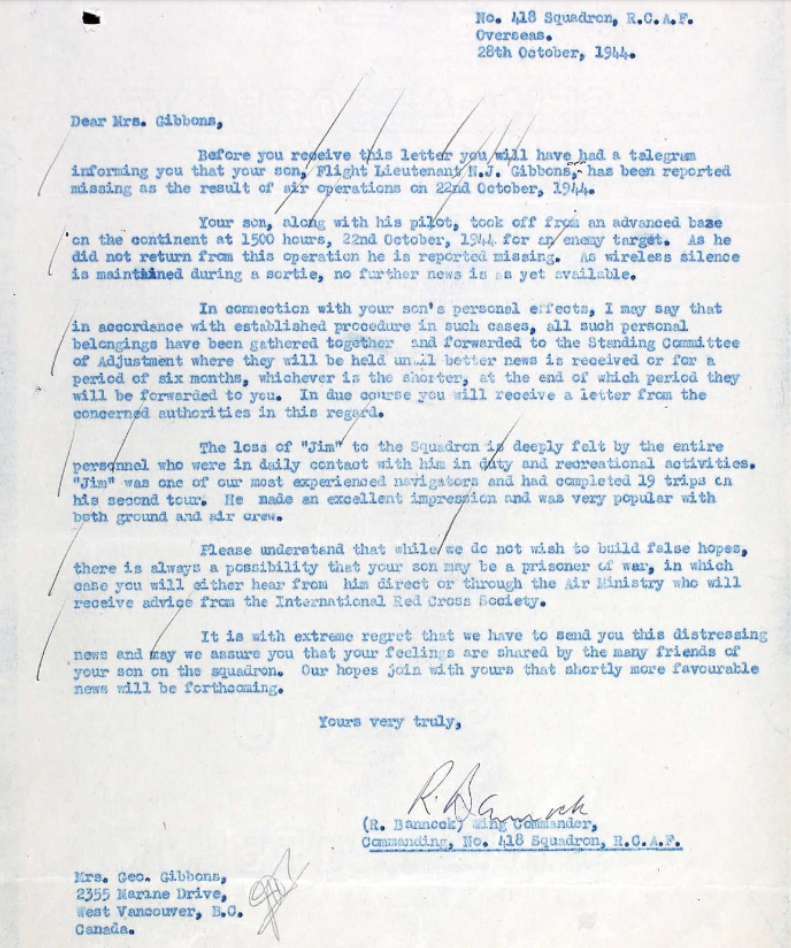 No. 418 Squadron, R.C.A.F.
Overseas.
28th October, 1944.
Dear Mrs. Gibbons,
Before you receive this letter you will have had a telegram
informing you that your son, Flight Lieutenant N.J. Gibbons, has been reported
missing as the result of air operations on 22nd October, 1944.
Your son, along with his pilot, took off from an advanced base
on the continent at 1500 hours, 22nd October, 1944 for an enemy target. As he
did not return from this operation he is reported missing. As wireless silence
is maintained during a sortie, no further news is as yet available.
In connection with your son's personal effects, I may say that
in accordance with established procedure in such cases, all such personal
belongings have been gathered together and forwarded to the Standing Committee
of Adjustment where they will be held until better news is received or for a
period of six months, whichever is the shorter, at the end of which period they
will be forwarded to you. In due course you will receive a letter from the
concerned authorities in this regard.
The loss of "Jim" to the Squadron is deeply felt by the entire
personnel who were in daily contact with him in duty and recreational activities.
"Jim" was one of our most experienced navigators and had completed 19 trips on
his second tour. He made an excellent impression and was very popular with
both ground and air crew.
Please understand that while we do not wish to build false hopes,
there is always a possibility that your son may be a prisoner of war, in which
case you will either hear from him direct or through the Air Ministry who will
receive advice from the International Red Cross Society.
It is with extreme regret that we have to send you this distressing
news and may we assure you that your feelings are shared by the many friends of
your son on the squadron. Our hopes join with yours that shortly more favourable
news will be forthcoming.
Yours very truly,
R. Bannock
(R. Bannock) Wing Commander,
Commanding, No. 418 Squadron, R.C.A.F.
Mrs. Geo. Gibbons,
2355 Marine Drive,
West Vancouver, B.C.
Canada.